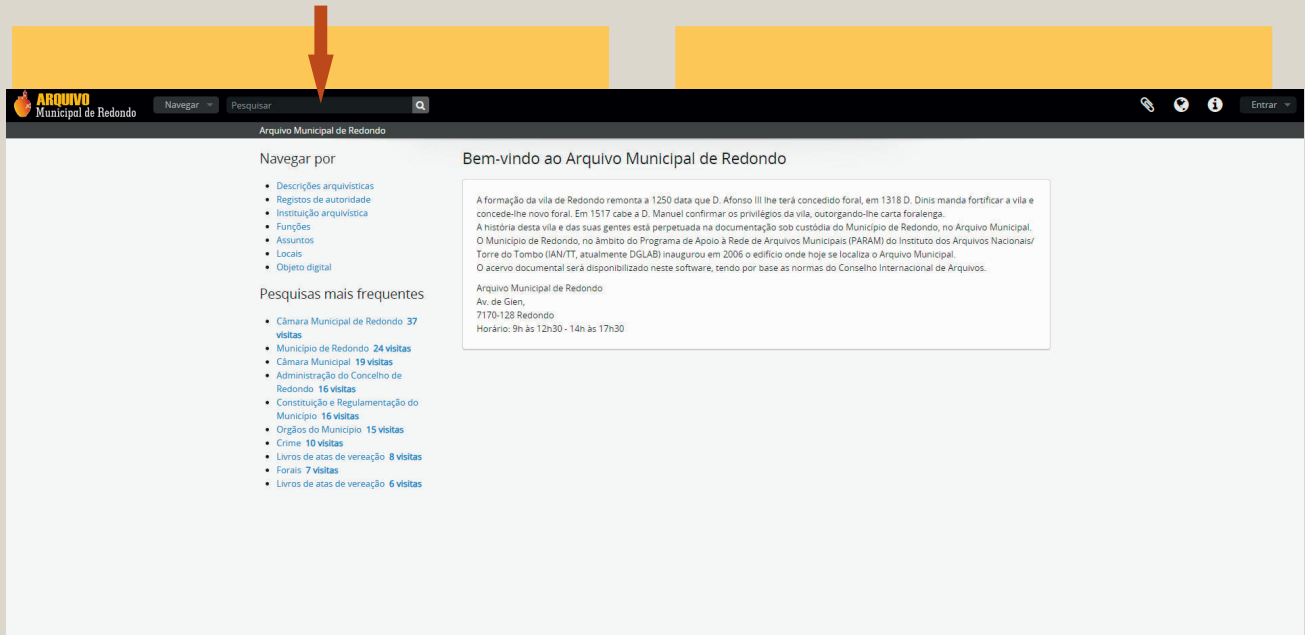 ARQUIVO
Municipal de Redondo
Navegar
Pesquisar
Entrar
Arquivo Municipal de Redondo
Navegar por
Descrições arquivísticas
Registos de autoridade
Instituição arquivística
Funções
Assuntos
Locais
Objeto digital
Pesquisas mais frequentes
Câmara Municipal de Redondo 37
visitas
Município de Redondo 24 visitas
Câmara Municipal 19 visitas
Administração do Concelho de
Redondo 16 visitas
Constituição e Regulamentação do
Município 16 visitas
Orgãos do Município 15 visitas
Crime 10 visitas
Livros de atas de vereação 8 visitas
Forais 7 visitas
Livros de atas de vereação 6 visitas
Bem-vindo ao Arquivo Municipal de Redondo
A formação da vila de Redondo remonta a 1250 data que D. Afonso III lhe terá concedido foral, em 1318 D. Dinis manda fortificar a vila e
concede-lhe novo foral. Em 1517 cabe a D. Manuel confirmar os privilégios da vila, outorgando-lhe carta foralenga.
A história desta vila e das suas gentes está perpetuada na documentação sob custódia do Município de Redondo, no Arquivo Municipal.
O Município de Redondo, no âmbito do Programa de Apoio à Rede de Arquivos Municipais (PARAM) do Instituto dos Arquivos Nacionais/
Torre do Tombo (IAN/TT, atualmente DGLAB) inaugurou em 2006 o edifício onde hoje se localiza o Arquivo Municipal.
O acervo documental será disponibilizado neste software, tendo por base as normas do Conselho Internacional de Arquivos.
Arquivo Municipal de Redondo
Av. de Gien,
7170-128 Redondo
Horário: 9h às 12h30 - 14h às 17h30